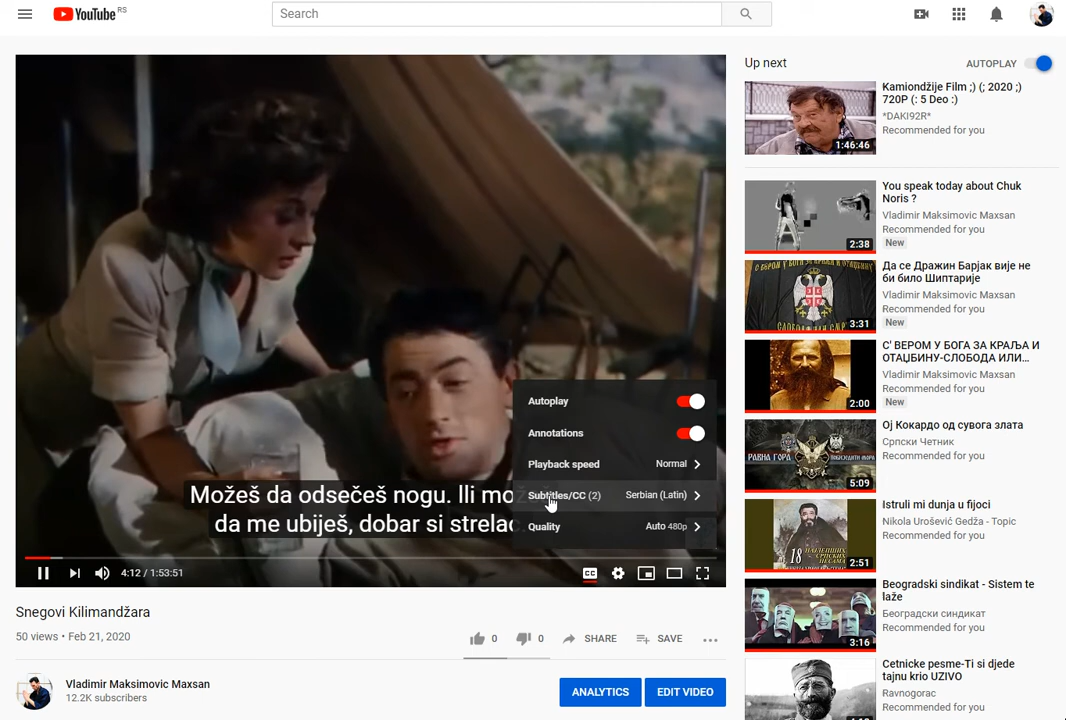 YouTube RS
Search
Možeš da odsečeš nogu. Ili mo
da me ubiješ, dobar si strelac
Autoplay
Annotations
Playback speed Normal
Subtitles/CC (2) Serbian (Latin)
Quality Auto 480p
4:12 / 1:53:51
CC
Snegovi Kilimandžara
50 views • Feb 21, 2020
0
0
SHARE
SAVE
Vladimir Maksimovic Maxsan
12.2K subscribers
ANALYTICS
EDIT VIDEO
Up next
AUTOPLAY
Kamiondžije Film ;) (; 2020 ;)
720P (: 5 Deo :)
*DAKI92R*
Recommended for you
1:46:46
You speak today about Chuk
Noris ?
Vladimir Maksimovic Maxsan
Recommended for you
New
2:38
Да се Дражин Барјак вије не
би било Шиптарије
Vladimir Maksimovic Maxsan
Recommended for you
New
3:31
С' ВЕРОМ У БОГА ЗА КРАЉА И
ОТАЏБИНУ-СЛОБОДА ИЛИ...
Vladimir Maksimovic Maxsan
Recommended for you
New
2:00
Ој Кокардо од сувога злата
Српски Четник
Recommended for you
РАВНА ГОРА
5:09
Istruli mi dunja u fijoci
Nikola Urošević Gedža - Topic
Recommended for you
18
2:51
Beogradski sindikat - Sistem te
laže
Београдски синдикат
Recommended for you
3:16
Cetnicke pesme-Ti si djede
tajnu krio UZIVO
Ravnogorac
Recommended for you